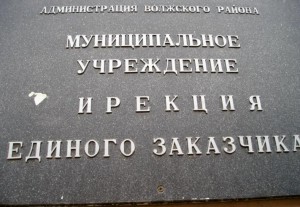 АДМИНИСТРАЦИЯ ВОЛЖСКОГО РАЙОНА
МУНИЦИПАЛЬНОЕ
УЧРЕЖДЕНИЕ
ИРЕКЦИЯ
ЕДИНОГО ЗАКАЗЧИКА